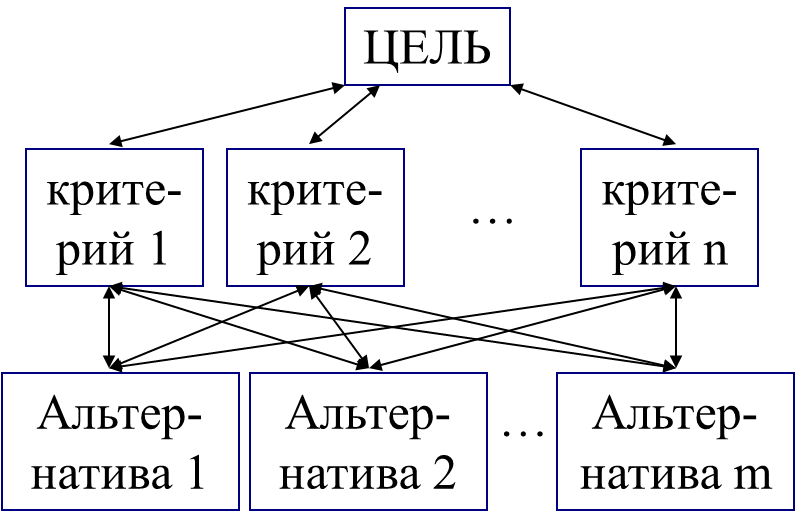 ЦЕЛЬ
крите-
рий 1
крите-
рий 2
…
крите-
рий n
Альтер-
натива 1
Альтер-
натива 2
…
Альтер-
натива m